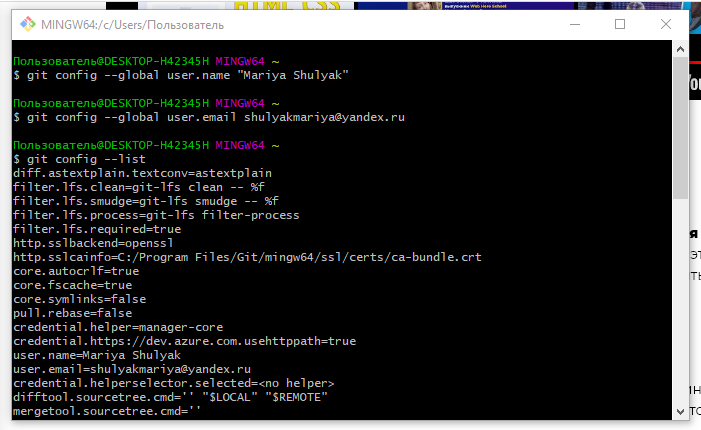 HTML CSS
выпускник Web Hero School
MINGW64:/c/Users/Пользователь
Пользователь@DESKTOP-H42345H MINGW64 ~
$ git config --global user.name "Mariya Shulyak"
Пользователь@DESKTOP-H42345H MINGW64 ~
$ git config --global user.email shulyakmariya@yandex.ru
Пользователь@DESKTOP-H42345H MINGW64 ~
$ git config --list
diff.astextplain.textconv=astextplain
filter.lfs.clean=git-lfs clean -- %f
filter.lfs.smudge=git-lfs smudge -- %f
filter.lfs.process=git-lfs filter-process
filter.lfs.required=true
http.sslbackend=openssl
http.sslcainfo=C:/Program Files/Git/mingw64/ssl/certs/ca-bundle.crt
core.autocrlf=true
core.fscache=true
core.symlinks=false
pull.rebase=false
credential.helper=manager-core
credential.https://dev.azure.com.usehttppath=true
user.name=Mariya Shulyak
user.email=shulyakmariya@yandex.ru
credential.helperselector.selected=<no helper>
difftool.sourcetree.cmd='' "$LOCAL" "$REMOTE"
mergetool.sourcetree.cmd=''